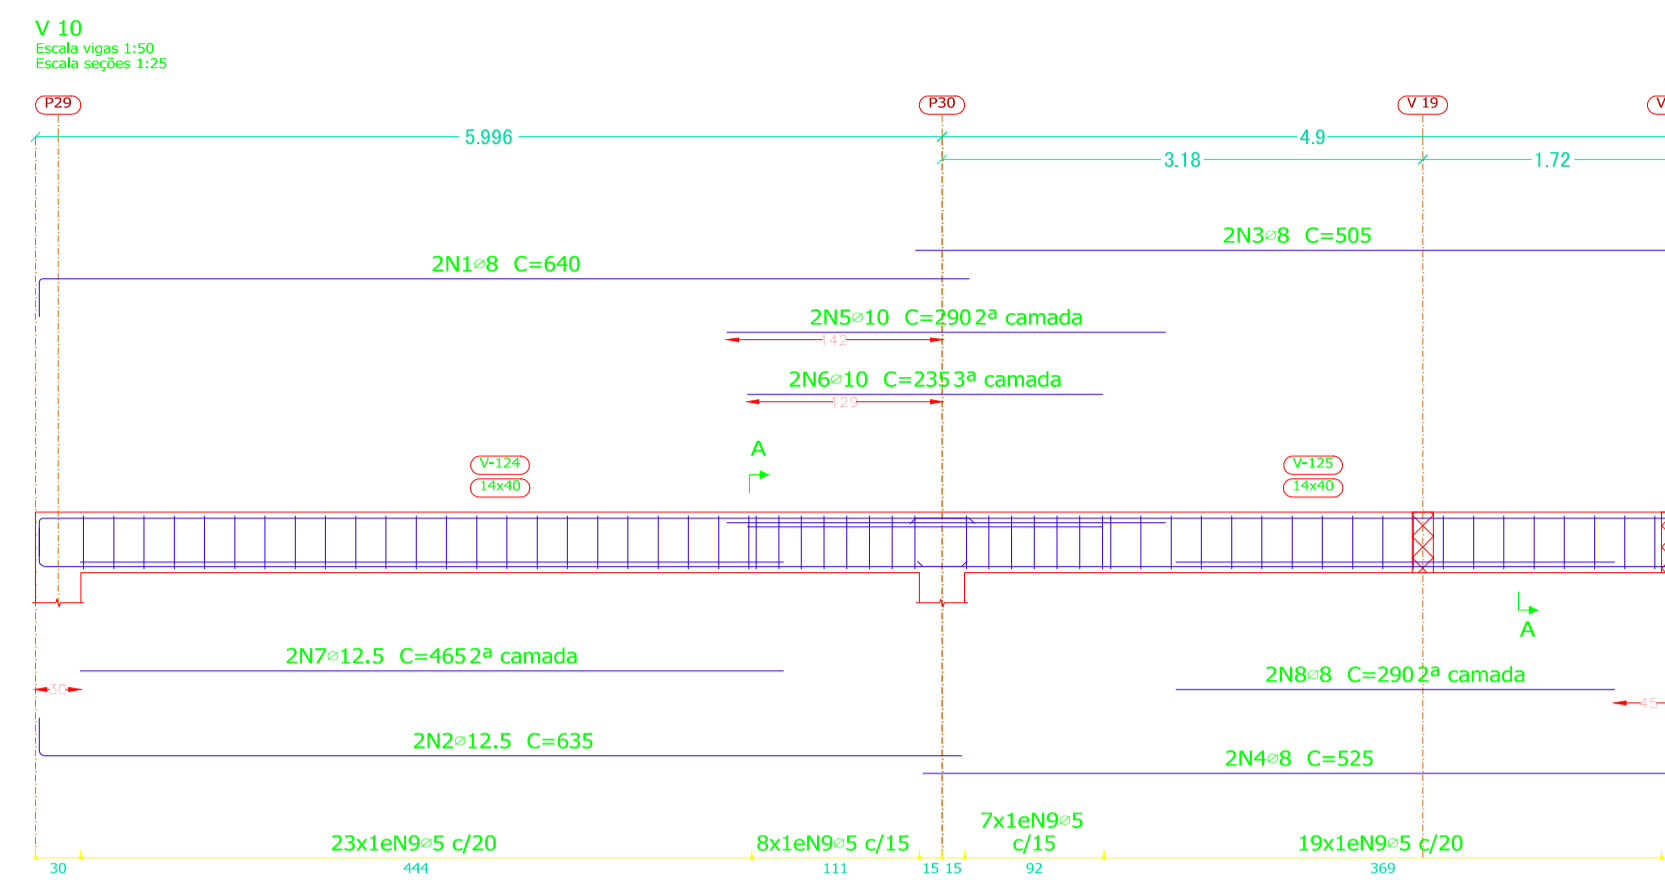 V 10
Escala vigas 1:50
Escala seções 1:25
P29 P30 V 19 V
5.996 4.9
3.18 1.72
2N3⌀8 C=505
2N1⌀8 C=640
2N5⌀10 C=290 2ª camada
142
2N6⌀10 C=235 3ª camada
129
A
V-124 V-125
14x40 14x40
A
2N7⌀12.5 C=465 2ª camada
30
2N8⌀8 C=290 2ª camada
45
2N2⌀12.5 C=635
2N4⌀8 C=525
7x1eN9⌀5
23x1eN9⌀5 c/20 8x1eN9⌀5 c/15 c/15 19x1eN9⌀5 c/20
30 444 111 15 15 92 369